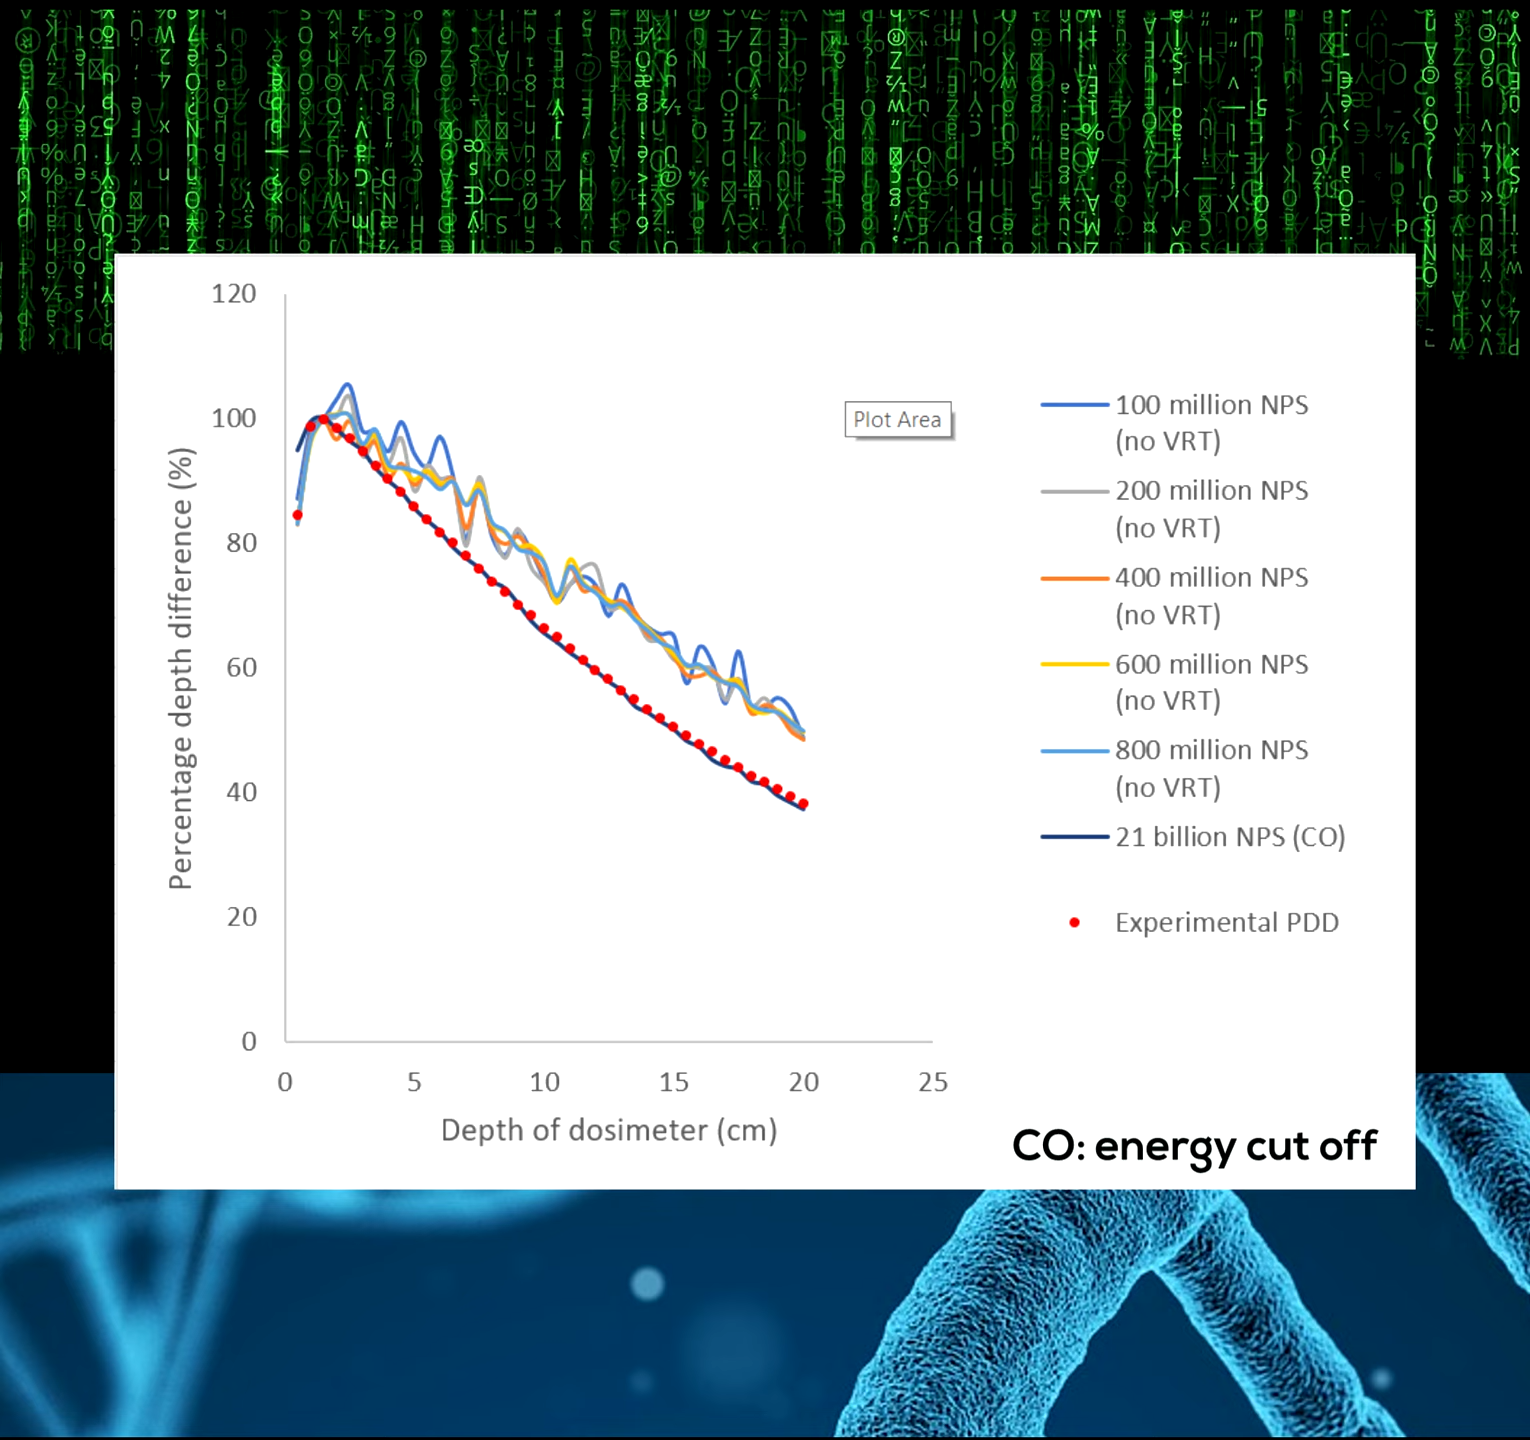 120
100
80
60
40
20
0
Percentage depth difference (%)
0 5 10 15 20 25
Depth of dosimeter (cm)
Plot Area
100 million NPS
(no VRT)
200 million NPS
(no VRT)
400 million NPS
(no VRT)
600 million NPS
(no VRT)
800 million NPS
(no VRT)
21 billion NPS (CO)
Experimental PDD
CO: energy cut off